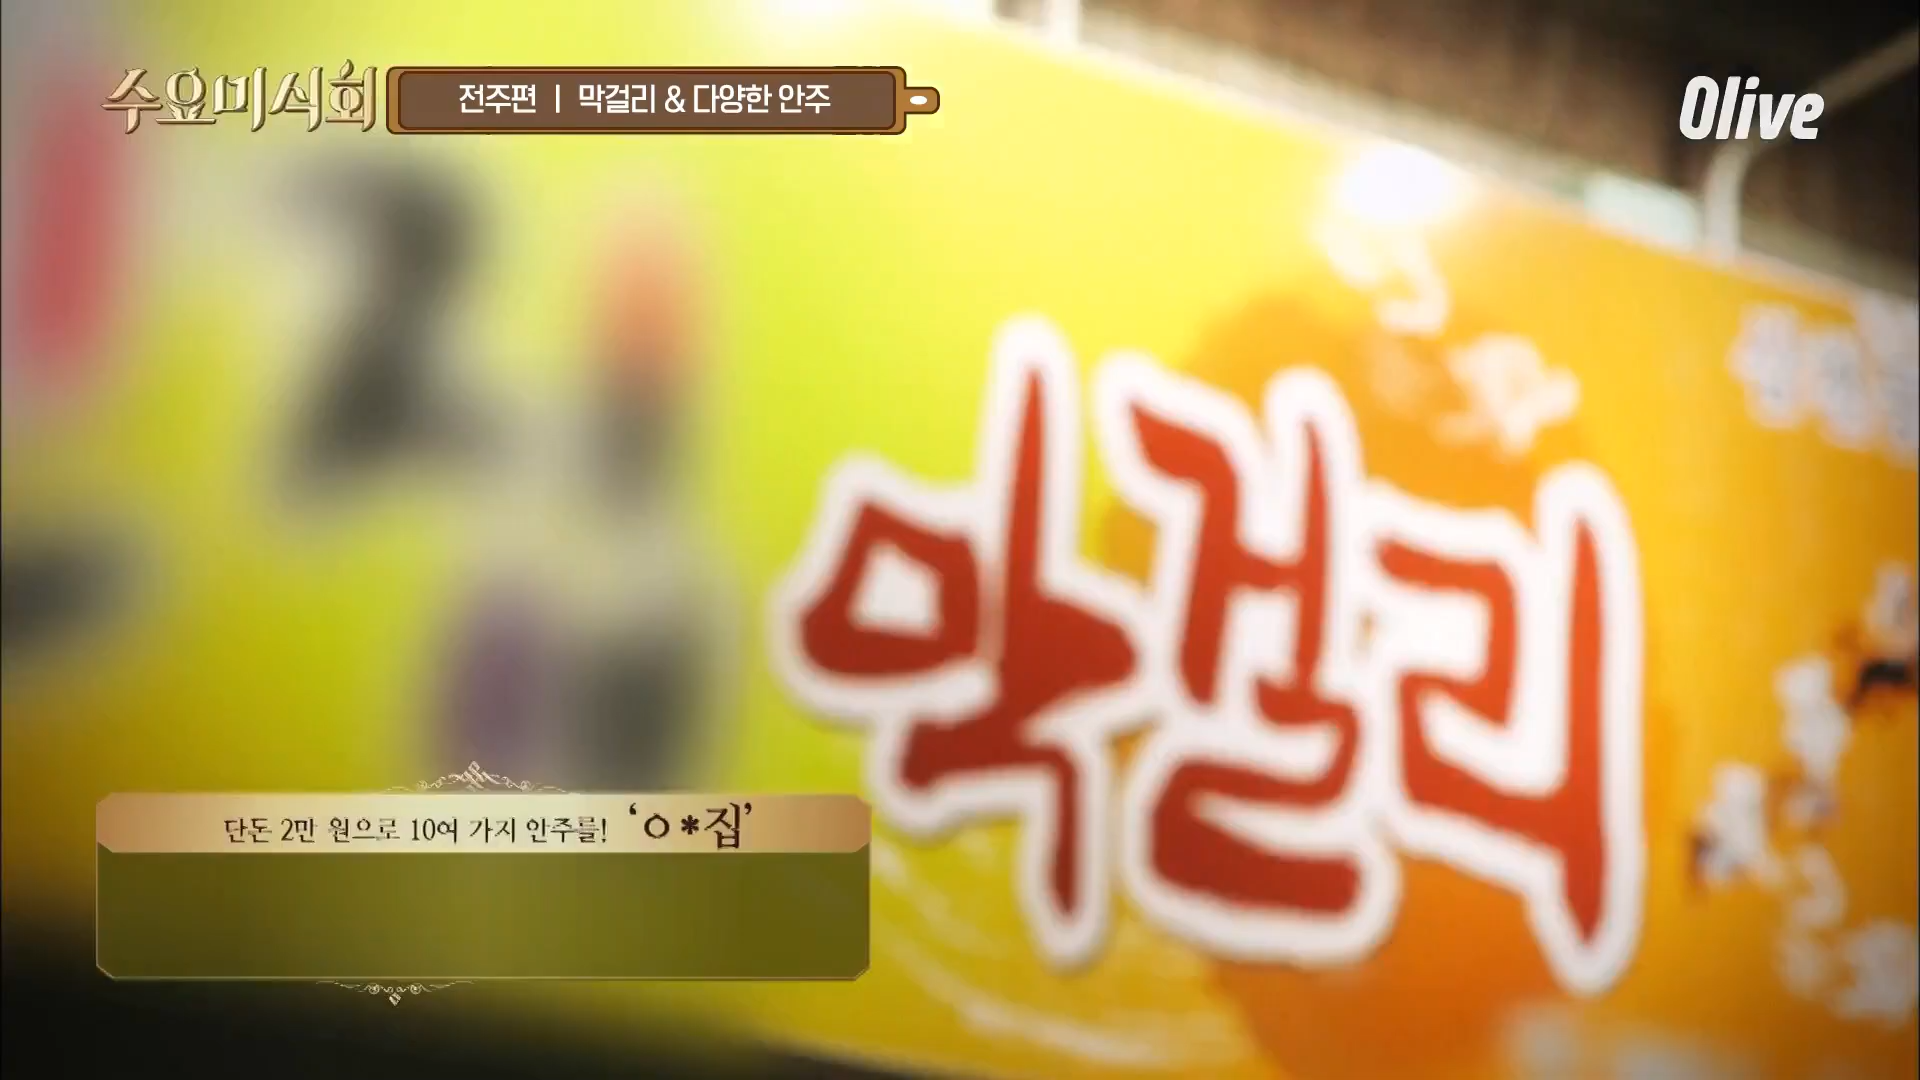 수요미식회
전주편 | 막걸리 & 다양한 안주
Olive
막걸리
단돈 2만 원으로 10여 가지 안주를! ‘ㅇ*집’